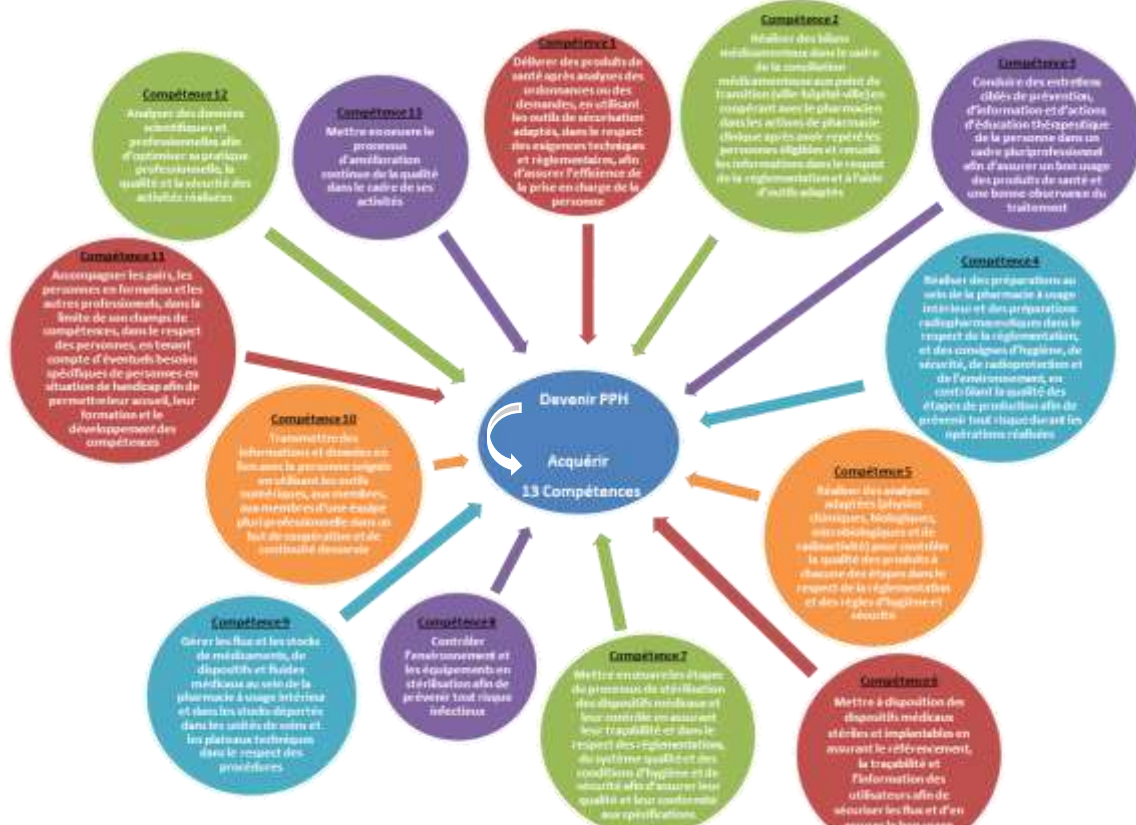 Compétence 1
Délivrer des produits de
santé après analyses des
ordonnances ou des
demandes, en utilisant
les outils de sécurisation
adaptés, dans le respect
des exigences techniques
et règlementaires, afin
d'assurer l'efficience de
la prise en charge de la
personne
Compétence 2
Réaliser des bilans
médicamenteux dans le cadre
de la conciliation
médicamenteuse aux point de
transition (ville-hôpital-ville) en
coopérant avec le pharmacien
dans les actions de pharmacie
clinique après avoir repéré les
personnes éligibles et recueilli
les informations dans le respect
de la règlementation et à l'aide
d'outils adaptés
Compétence 3
Conduire des entretiens
ciblés de prévention,
d'information et d'actions
d'éducation thérapeutique
de la personne dans un
cadre pluriprofessionnel
afin d'assurer un bon usage
des produits de santé et
une bonne observance du
traitement
Compétence 4
Réaliser des préparations au
sein de la pharmacie à usage
intérieur et des préparations
radiopharmaceutiques dans le
respect de la règlementation,
et des consignes d'hygiène, de
sécurité, de radioprotection et
de l'environnement, en
contrôlant la qualité des
étapes de production afin de
prévenir tout risque durant les
opérations réalisées
Compétence 5
Réaliser des analyses
adaptées (physico
chimiques, biologiques,
microbiologiques et de
radioactivité) pour contrôler
la qualité des produits à
chacune des étapes dans le
respect de la règlementation
et des règles d'hygiène et
sécurité
Compétence 6
Mettre à disposition des
dispositifs médicaux
stériles et implantables en
assurant le référencement,
la traçabilité et
l'information des
utilisateurs afin de
sécuriser les flux et d'en
Compétence 7
Mettre en œuvre les étapes
de processus de stérilisation
des dispositifs médicaux et
leur contrôle en assurant
leur traçabilité et dans le
respect des règlementation,
du système qualité et des
conditions d'hygiène et de
sécurité afin d'assurer leur
qualité et leur conformité
aux spécifications
Compétence 8
Contrôler
l'environnement et
les équipements en
stérilisation afin de
prévenir tout risque
infectieux
Compétence 9
Gérer les flux et les stocks
de médicaments, de
dispositifs et fluides
médicaux au sein de la
pharmacie à usage intérieur
et dans les stocks déportés
dans les unités de soins et
les plateaux techniques
dans le respect des
procédures
Compétence 10
Transmettre des
informations et données en
lien avec la personne soignée
en utilisant les outils
numériques, aux membres,
aux membres d'une équipe
pluri professionnelle dans un
but de coopération et de
continuité
Compétence 11
Accompagner les pairs, les
personnes en formation et les
autres professionnels, dans la
limite de son champs de
compétences, dans le respect
des personnes, en tenant
compte d'éventuels besoins
spécifiques de personnes en
situation de handicap afin de
permettre leur accueil, leur
formation et le
développement des
compétences
Compétence 12
Analyser des données
scientifiques et
professionnelles afin
d'optimiser sa pratique
professionnelle, la
qualité et la sécurité des
activités réalisées
Compétence 13
Mettre en oeuvre le
processus
d'amélioration
continue de la qualité
dans le cadre de ses
activités
Devenir PPH
Acquérir
13 Compétences